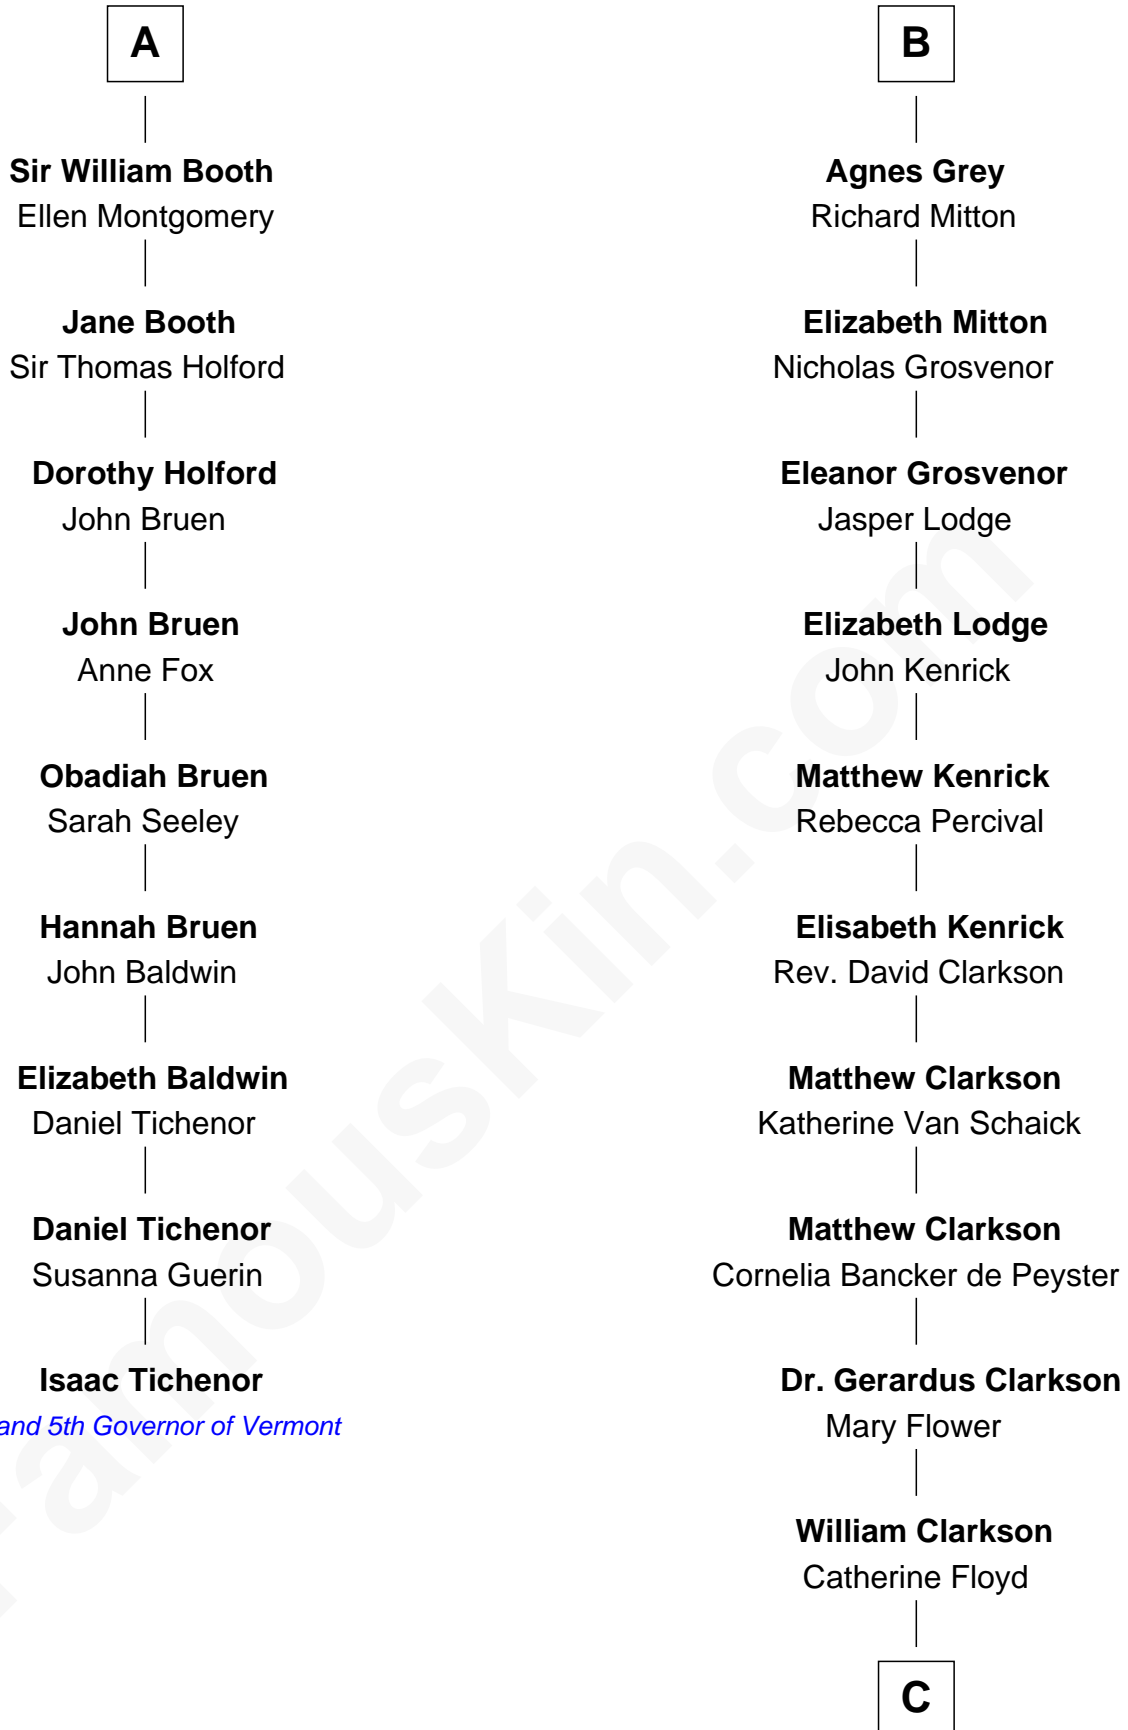 A
Sir William Booth
Ellen Montgomery
Jane Booth
Sir Thomas Holford
Dorothy Holford
John Bruen
John Bruen
Anne Fox
Obadiah Bruen
Sarah Seeley
Hannah Bruen
John Baldwin
Elizabeth Baldwin
Daniel Tichenor
Daniel Tichenor
Susanna Guerin
Isaac Tichenor
and 5th Governor of Vermont
B
Agnes Grey
Richard Mitton
Elizabeth Mitton
Nicholas Grosvenor
Eleanor Grosvenor
Jasper Lodge
Elizabeth Lodge
John Kenrick
Matthew Kenrick
Rebecca Percival
Elisabeth Kenrick
Rev. David Clarkson
Matthew Clarkson
Katherine Van Schaick
Matthew Clarkson
Cornelia Bancker de Peyster
Dr. Gerardus Clarkson
Mary Flower
William Clarkson
Catherine Floyd
C
FamousKin.com